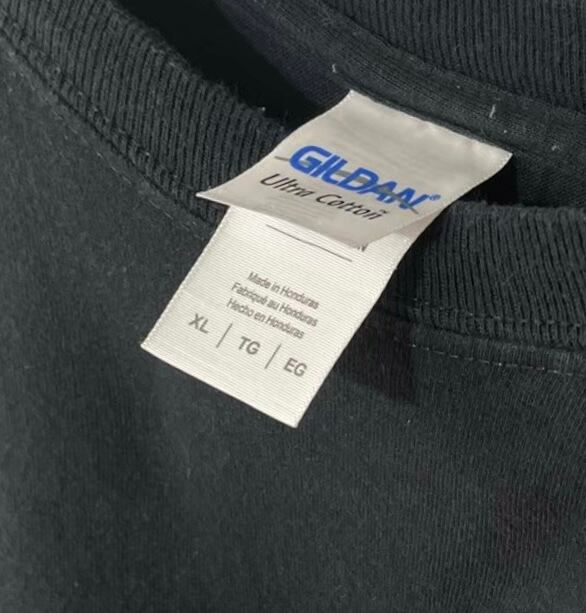 GILDAN®
Ultra Cotton
Made in Honduras
Fabriqué au Honduras
Hecho en Honduras
XL | TG | EG